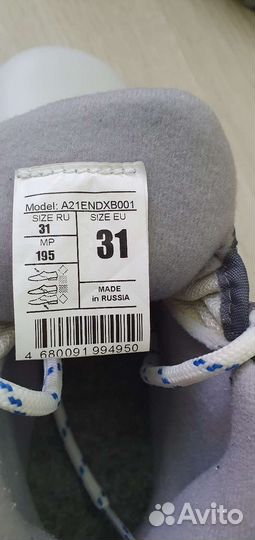 Model: A21ENDXB001
SIZE RU
31
MP
195
SIZE EU
31
MADE
in RUSSIA
4 680091 994950
Avito